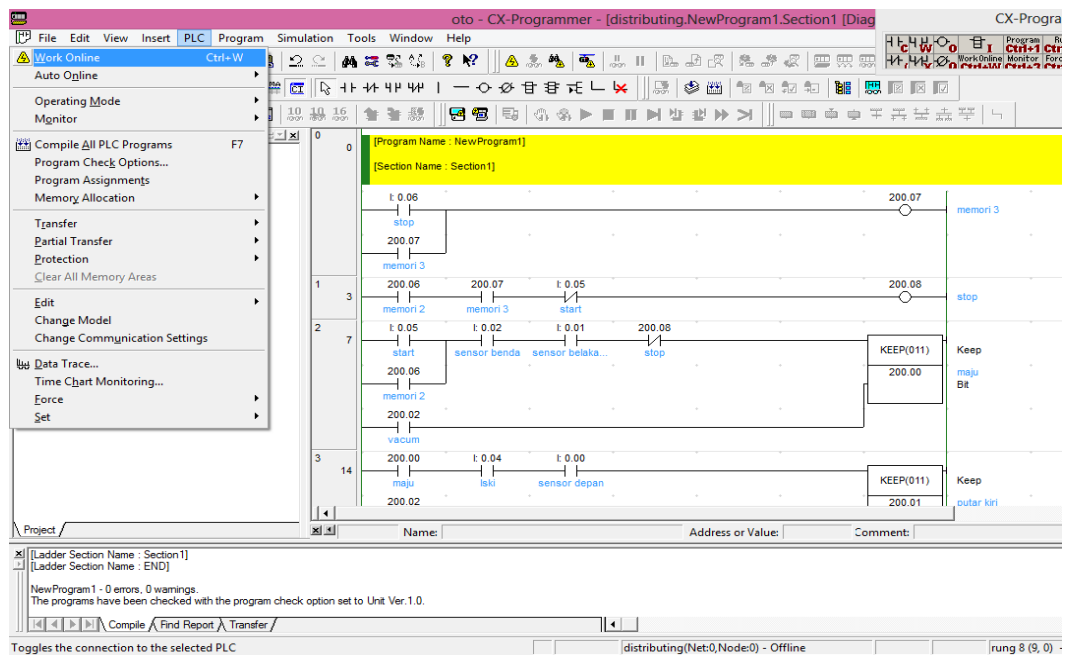 oto - CX-Programmer - [distributing.NewProgram1.Section1 [Diag
CX-Progra
File Edit View Insert PLC Program Simulation Tools Window Help
Work Online Ctrl+W
Auto Online
Operating Mode
Monitor
Compile All PLC Programs F7
Program Check Options...
Program Assignments
Memory Allocation
Transfer
Partial Transfer
Protection
Clear All Memory Areas
Edit
Change Model
Change Communication Settings
Data Trace...
Time Chart Monitoring...
Force
Set
Program
Ctrl+1
WorkOnline Monitor
10 10 16
0
0
[Program Name : NewProgram1]
[Section Name : Section1]
I: 0.06 200.07
stop memori 3
200.07
memori 3
1
3
200.06 200.07 I: 0.05 200.08
memori 2 memori 3 start stop
2
7
I: 0.05 I: 0.02 I: 0.01 200.08
start sensor benda sensor belaka... stop
KEEP(011) Keep
200.06 200.00 maju
memori 2 Bit
200.02
vacum
3
14
200.00 I: 0.04 I: 0.00
maju lski sensor depan
KEEP(011) Keep
200.02 200.01 putar kiri
Project
Name: Address or Value: Comment:
[Ladder Section Name : Section1]
[Ladder Section Name : END]
NewProgram1 - 0 errors, 0 warnings.
The programs have been checked with the program check option set to Unit Ver.1.0.
Compile Find Report Transfer
Toggles the connection to the selected PLC
distributing(Net:0,Node:0) - Offline
rung 8 (9, 0) -